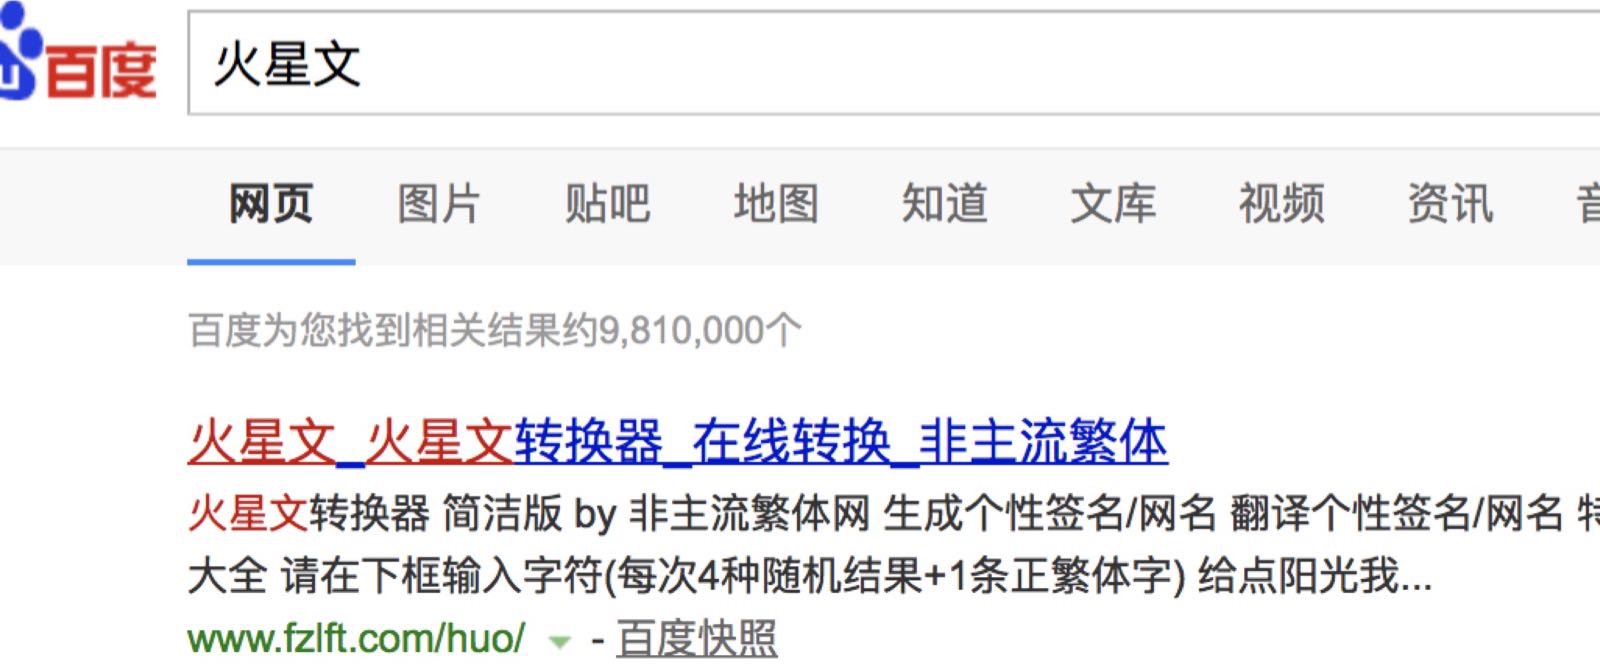 百度 火星文
网页 图片 贴吧 地图 知道 文库 视频 资讯
百度为您找到相关结果约9,810,000个
火星文_火星文转换器_在线转换_非主流繁体
火星文转换器 简洁版 by 非主流繁体网 生成个性签名/网名 翻译个性签名/网名
大全 请在下框输入字符(每次4种随机结果+1条正繁体字) 给点阳光我...
www.fzlft.com/huo/ - 百度快照